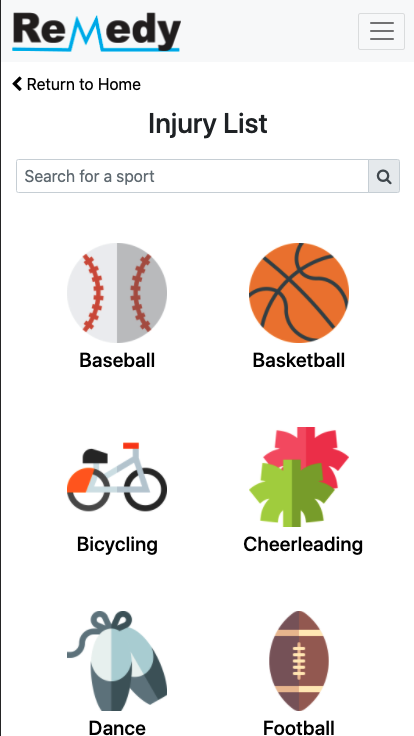 ReMedy
Return to Home
Injury List
Search for a sport
Baseball
Basketball
Bicycling
Cheerleading
Dance
Football